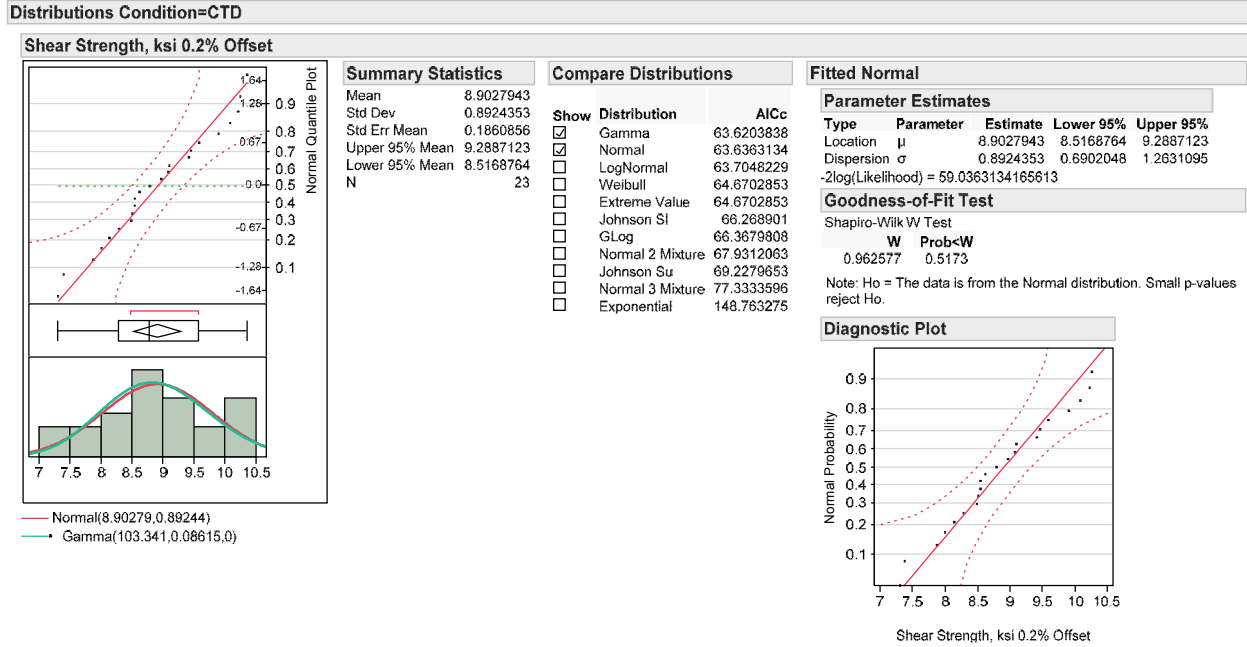 Distributions Condition=CTD
Shear Strength, ksi 0.2% Offset
1.64
1.28
0.67
0.0
-0.67
-1.28
-1.64
0.9
0.8
0.7
0.6
0.5
0.4
0.3
0.2
0.1
Normal Quantile Plot
7 7.5 8 8.5 9 9.5 10 10.5
Normal(8.90279,0.89244)
Gamma(103.341,0.08615,0)
Summary Statistics
Mean 8.9027943
Std Dev 0.8924353
Std Err Mean 0.1860856
Upper 95% Mean 9.2887123
Lower 95% Mean 8.5168764
N 23
Compare Distributions
Show Distribution AICc
Gamma 63.6203838
Normal 63.6363134
LogNormal 63.7048229
Weibull 64.6702853
Extreme Value 64.6702853
Johnson Sl 66.268901
GLog 66.3679808
Normal 2 Mixture 67.9312063
Johnson Su 69.2279653
Normal 3 Mixture 77.3333596
Exponential 148.763275
Fitted Normal
Parameter Estimates
Type Parameter Estimate Lower 95% Upper 95%
Location μ 8.9027943 8.5168764 9.2887123
Dispersion σ 0.8924353 0.6902048 1.2631095
-2log(Likelihood) = 59.0363134165613
Goodness-of-Fit Test
Shapiro-Wilk W Test
W Prob<W
0.962577 0.5173
Note: Ho = The data is from the Normal distribution. Small p-values
reject Ho.
Diagnostic Plot
Normal Probability
0.9
0.8
0.7
0.6
0.5
0.4
0.3
0.2
0.1
7 7.5 8 8.5 9 9.5 10 10.5
Shear Strength, ksi 0.2% Offset